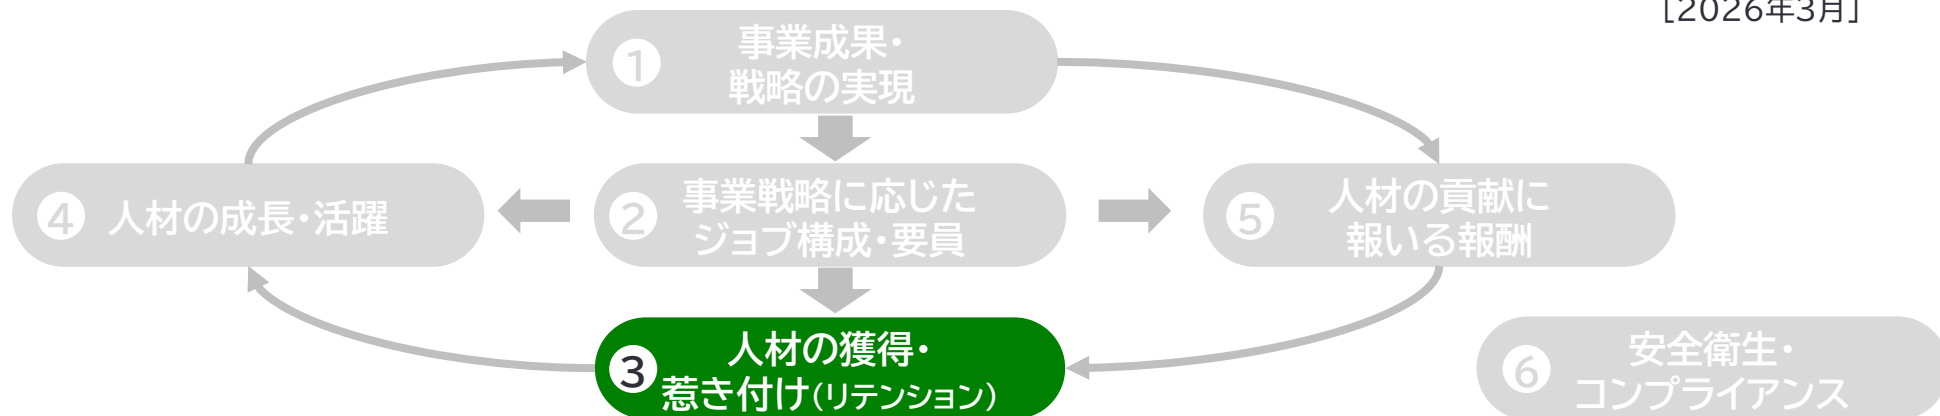 [2026年3月]
1
事業成果・
戦略の実現
4
人材の成長・活躍
2
事業戦略に応じた
ジョブ構成・要員
5
人材の貢献に
報いる報酬
3
人材の獲得・
惹き付け(リテンション)
6
安全衛生・
コンプライアンス